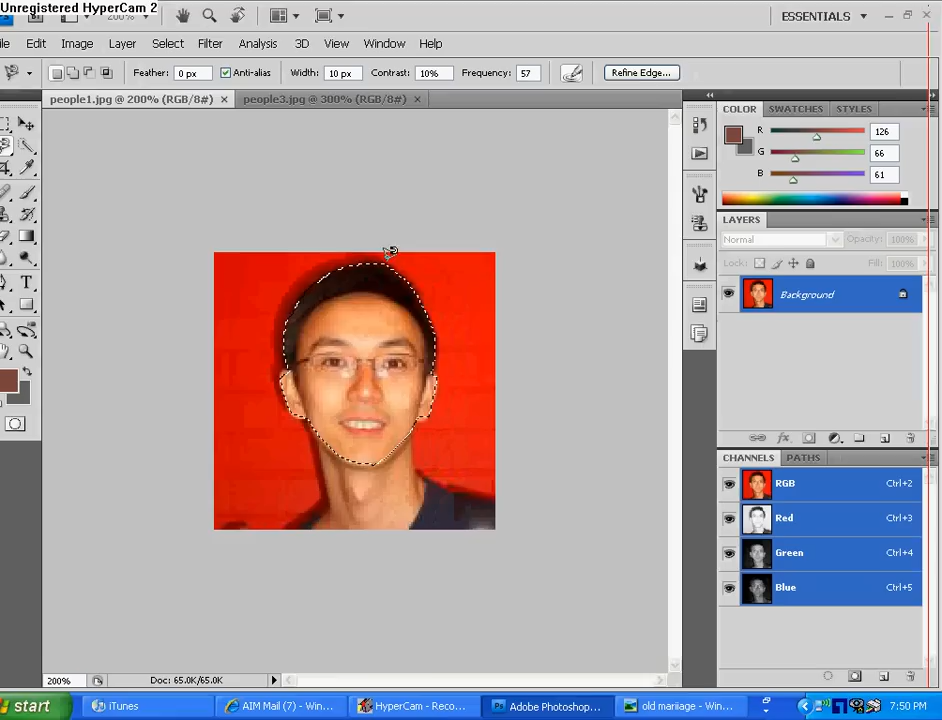 Unregistered HyperCam 2
200%
ESSENTIALS
Edit Image Layer Select Filter Analysis 3D View Window Help
Feather: 0 px Anti-alias Width: 10 px Contrast: 10% Frequency: 57 Refine Edge...
people1.jpg @ 200% (RGB/8#) people3.jpg @ 300% (RGB/8#)
COLOR SWATCHES STYLES
R 126
G 66
B 61
LAYERS
Normal Opacity: 100%
Lock: Fill: 100%
Background
CHANNELS PATHS
RGB Ctrl+2
Red Ctrl+3
Green Ctrl+4
Blue Ctrl+5
200% Doc: 65.0K/65.0K
start iTunes AIM Mail (7) - Win... HyperCam - Reco... Adobe Photoshop... old mariiage - Win... 7:50 PM